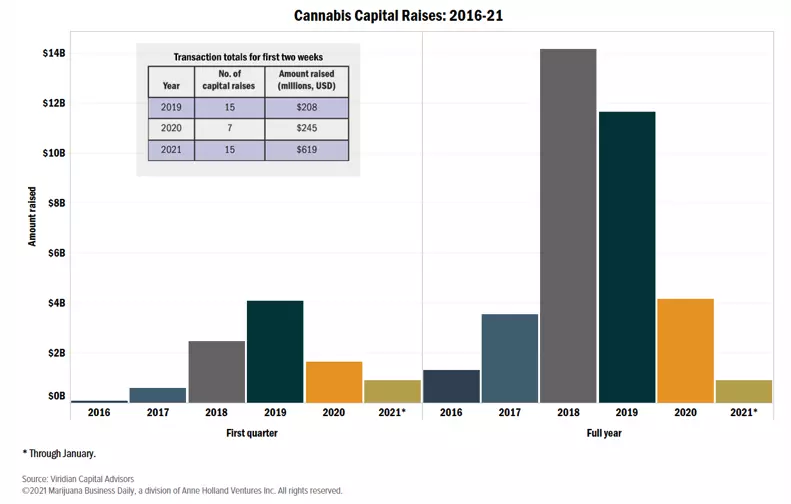 Cannabis Capital Raises: 2016-21
Transaction totals for first two weeks
Year No. of capital raises Amount raised (millions, USD)
2019 15 $208
2020 7 $245
2021 15 $619
Amount raised
$14B
$12B
$10B
$8B
$6B
$4B
$2B
$0B
2016 2017 2018 2019 2020 2021* 2016 2017 2018 2019 2020 2021*
First quarter Full year
* Through January.
Source: Viridian Capital Advisors
©2021 Marijuana Business Daily, a division of Anne Holland Ventures Inc. All rights reserved.